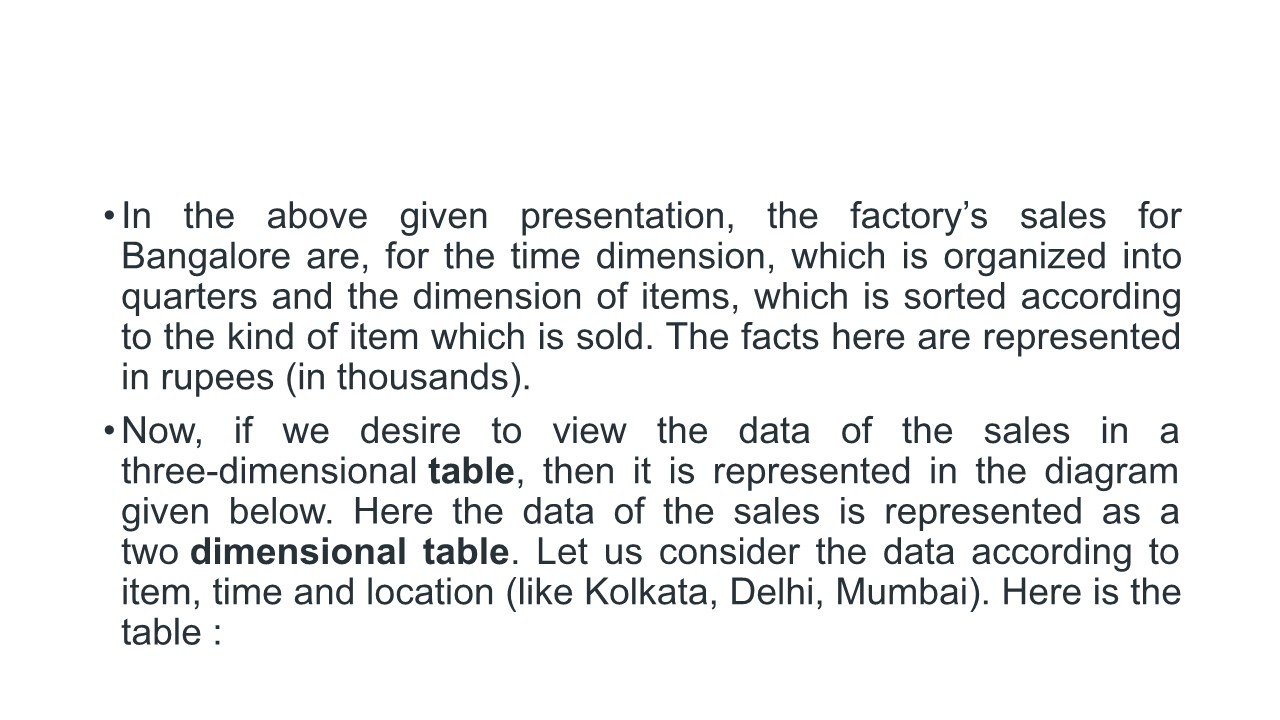 • In the above given presentation, the factory’s sales for
Bangalore are, for the time dimension, which is organized into
quarters and the dimension of items, which is sorted according
to the kind of item which is sold. The facts here are represented
in rupees (in thousands).
• Now, if we desire to view the data of the sales in a
three-dimensional table, then it is represented in the diagram
given below. Here the data of the sales is represented as a
two dimensional table. Let us consider the data according to
item, time and location (like Kolkata, Delhi, Mumbai). Here is the
table :